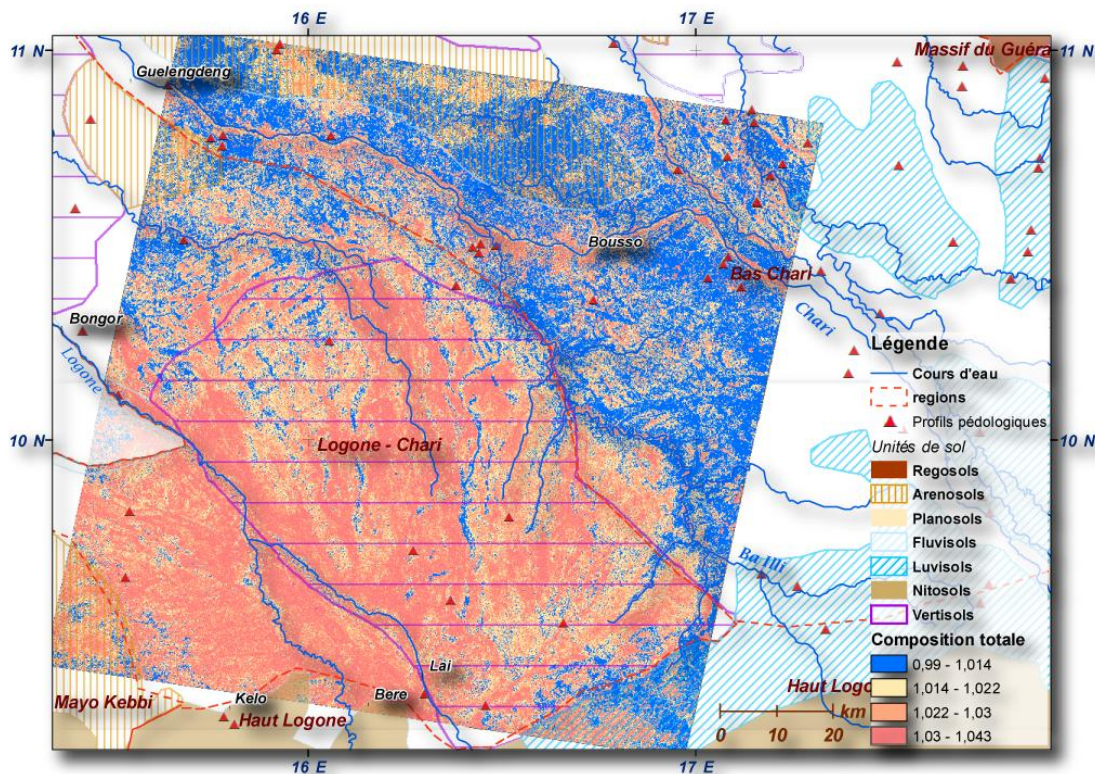 16 E
17 E
11 N
11 N
Massif du Guéra
Guelengdeng
Bousso
Bas Chari
Chari
Bongor
Logone
10 N
10 N
Logone - Chari
Ba Illi
Lai
Bere
Kelo
Mayo Kebbi
Haut Logone
Haut Logo
Légende
Cours d'eau
regions
Profils pédologiques
Unités de sol
Regosols
Arenosols
Planosols
Fluvisols
Luvisols
Nitosols
Vertisols
Composition totale
0,99 - 1,014
1,014 - 1,022
1,022 - 1,03
1,03 - 1,043
km
0 10 20
16 E
17 E